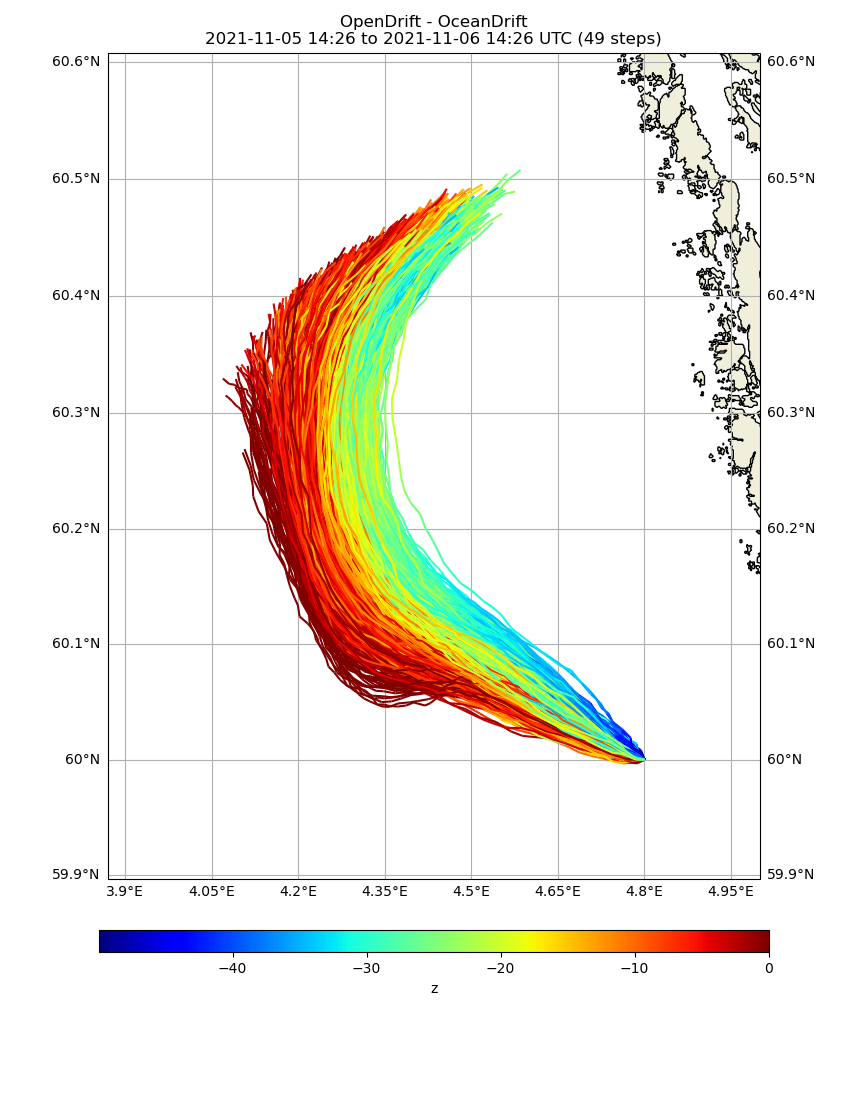 OpenDrift - OceanDrift
2021-11-05 14:26 to 2021-11-06 14:26 UTC (49 steps)
60.6°N 60.6°N
60.5°N 60.5°N
60.4°N 60.4°N
60.3°N 60.3°N
60.2°N 60.2°N
60.1°N 60.1°N
60°N 60°N
59.9°N 59.9°N
3.9°E 4.05°E 4.2°E 4.35°E 4.5°E 4.65°E 4.8°E 4.95°E
−40 −30 −20 −10 0
z